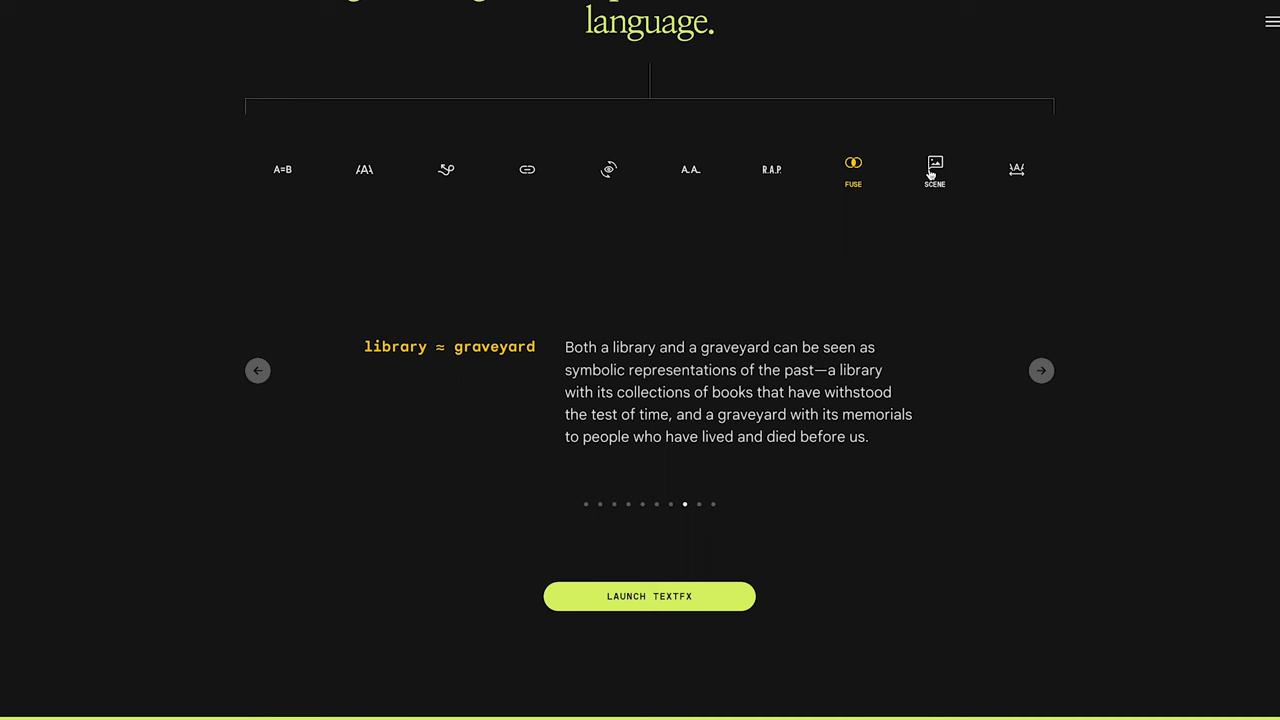 language.
A=B
/A\
A.A.
R.A.P.
FUSE
SCENE
library ≈ graveyard
Both a library and a graveyard can be seen as
symbolic representations of the past—a library
with its collections of books that have withstood
the test of time, and a graveyard with its memorials
to people who have lived and died before us.
LAUNCH TEXTFX